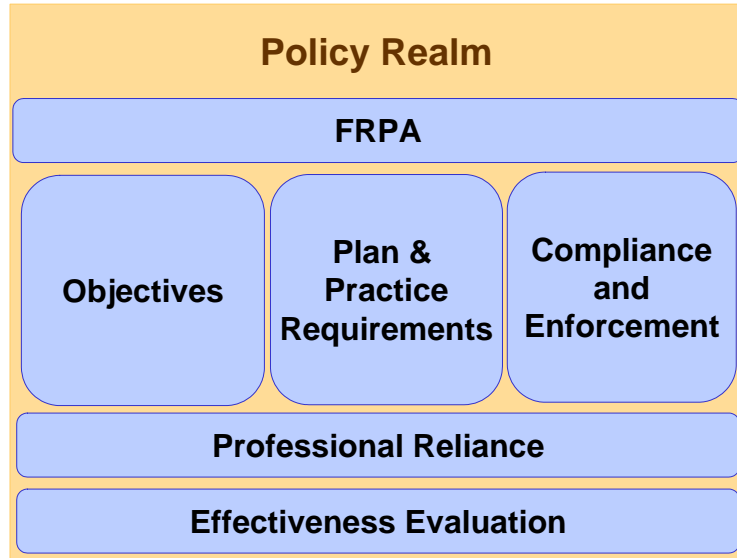 Policy Realm
FRPA
Objectives
Plan &
Practice
Requirements
Compliance
and
Enforcement
Professional Reliance
Effectiveness Evaluation